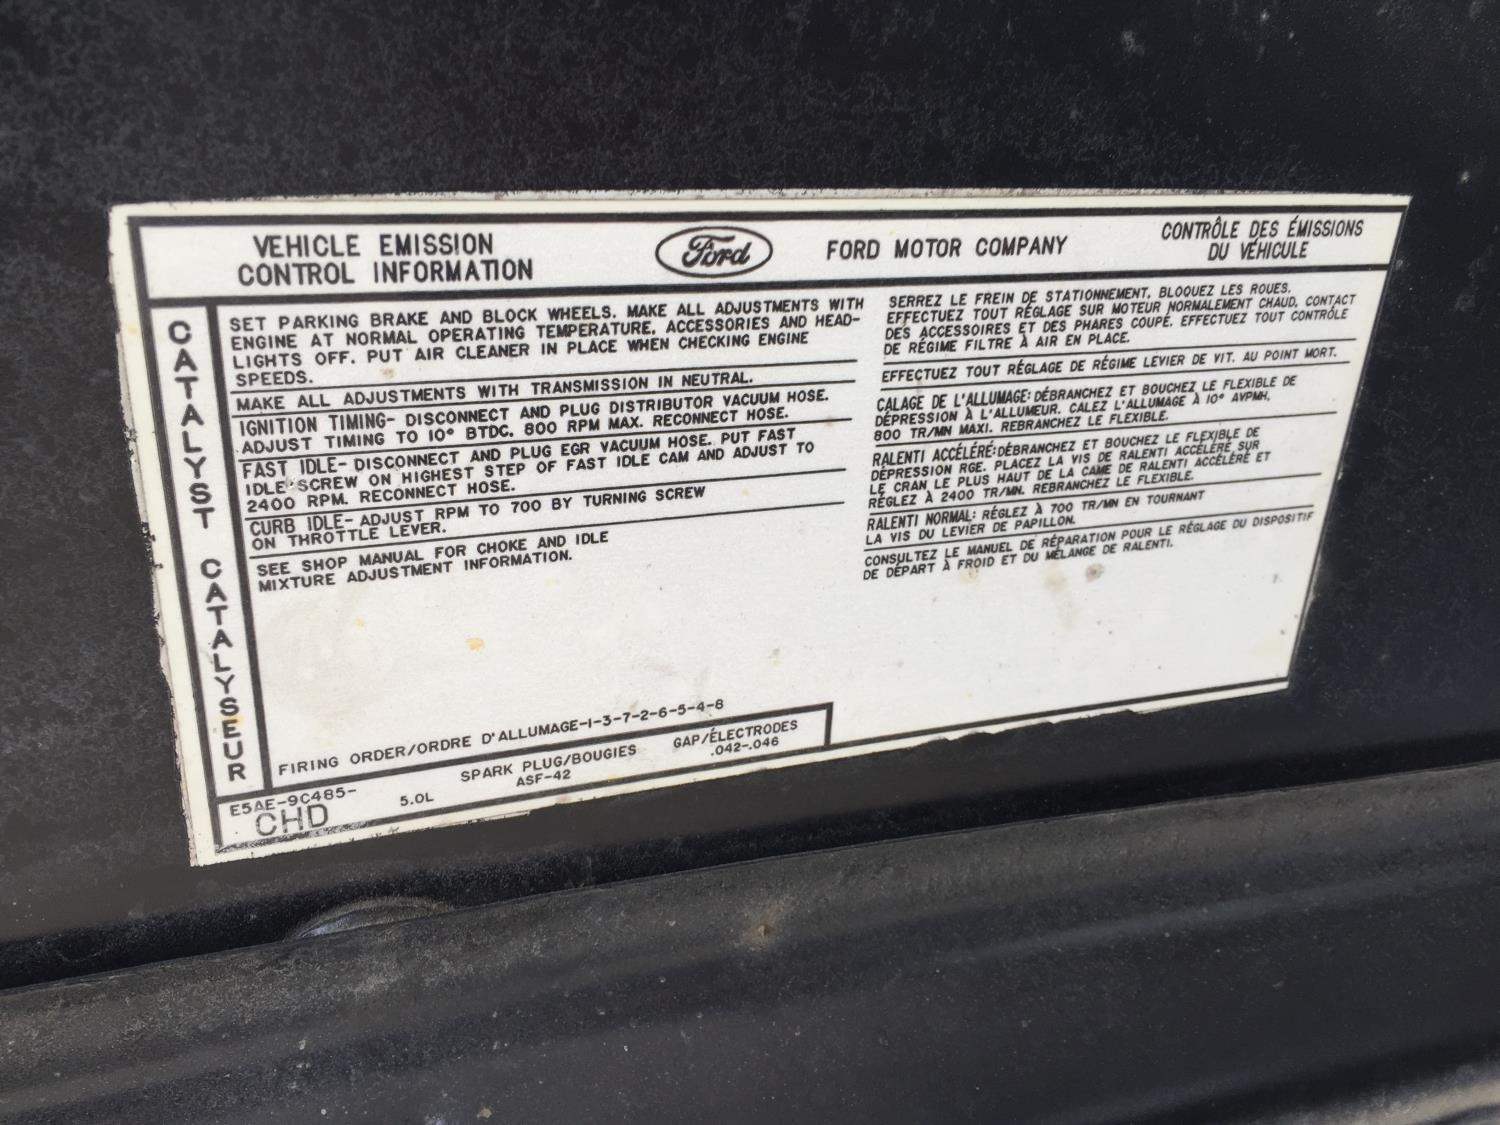 VEHICLE EMISSION
CONTROL INFORMATION
Ford
FORD MOTOR COMPANY
CONTRÔLE DES ÉMISSIONS
DU VÉHICULE
CATALYST CATALYSEUR
SET PARKING BRAKE AND BLOCK WHEELS. MAKE ALL ADJUSTMENTS WITH
ENGINE AT NORMAL OPERATING TEMPERATURE, ACCESSORIES AND HEAD-
LIGHTS OFF. PUT AIR CLEANER IN PLACE WHEN CHECKING ENGINE
SPEEDS.
MAKE ALL ADJUSTMENTS WITH TRANSMISSION IN NEUTRAL.
IGNITION TIMING- DISCONNECT AND PLUG DISTRIBUTOR VACUUM HOSE.
ADJUST TIMING TO 10° BTDC, 800 RPM MAX. RECONNECT HOSE.
FAST IDLE- DISCONNECT AND PLUG EGR VACUUM HOSE. PUT FAST
IDLE SCREW ON HIGHEST STEP OF FAST IDLE CAM AND ADJUST TO
2400 RPM. RECONNECT HOSE.
CURB IDLE- ADJUST RPM TO 700 BY TURNING SCREW
ON THROTTLE LEVER.
SEE SHOP MANUAL FOR CHOKE AND IDLE
MIXTURE ADJUSTMENT INFORMATION.
SERREZ LE FREIN DE STATIONNEMENT, BLOQUEZ LES ROUES.
EFFECTUEZ TOUT RÉGLAGE SUR MOTEUR NORMALEMENT CHAUD, CONTACT
DES ACCESSOIRES ET DES PHARES COUPÉ. EFFECTUEZ TOUT CONTRÔLE
DE RÉGIME FILTRE À AIR EN PLACE.
EFFECTUEZ TOUT RÉGLAGE DE RÉGIME LEVIER DE VIT. AU POINT MORT.
CALAGE DE L'ALLUMAGE: DÉBRANCHEZ ET BOUCHEZ LE FLEXIBLE DE
DÉPRESSION À L'ALLUMEUR. CALEZ L'ALLUMAGE À 10° AVPMH,
800 TR/MN MAXI. REBRANCHEZ LE FLEXIBLE.
RALENTI ACCÉLÉRÉ: DÉBRANCHEZ ET BOUCHEZ LE FLEXIBLE DE
DÉPRESSION RGE. PLACEZ LA VIS DE RALENTI ACCÉLÉRÉ SUR
LE CRAN LE PLUS HAUT DE LA CAME DE RALENTI ACCÉLÉRÉ ET
RÉGLEZ À 2400 TR/MN. REBRANCHEZ LE FLEXIBLE.
RALENTI NORMAL: RÉGLEZ À 700 TR/MN EN TOURNANT
LA VIS DU LEVIER DE PAPILLON.
CONSULTEZ LE MANUEL DE RÉPARATION POUR LE RÉGLAGE DU DISPOSITIF
DE DÉPART À FROID ET DU MÉLANGE DE RALENTI.
FIRING ORDER/ORDRE D'ALLUMAGE-1-3-7-2-6-5-4-8
E5AE-9C485-
CHD
5.0L
SPARK PLUG/BOUGIES
ASF-42
GAP/ÉLECTRODES
.042-.046